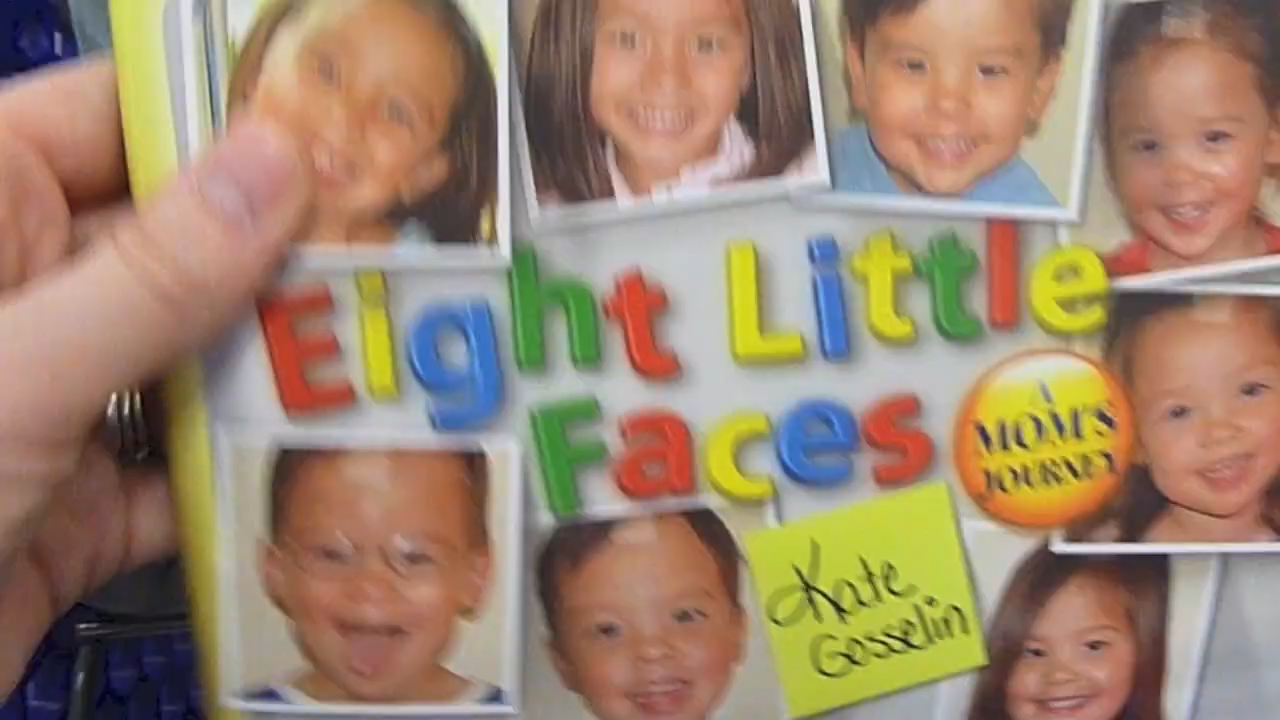 Eight Little
Faces
A
MOM'S
JOURNEY
Kate
Gosselin